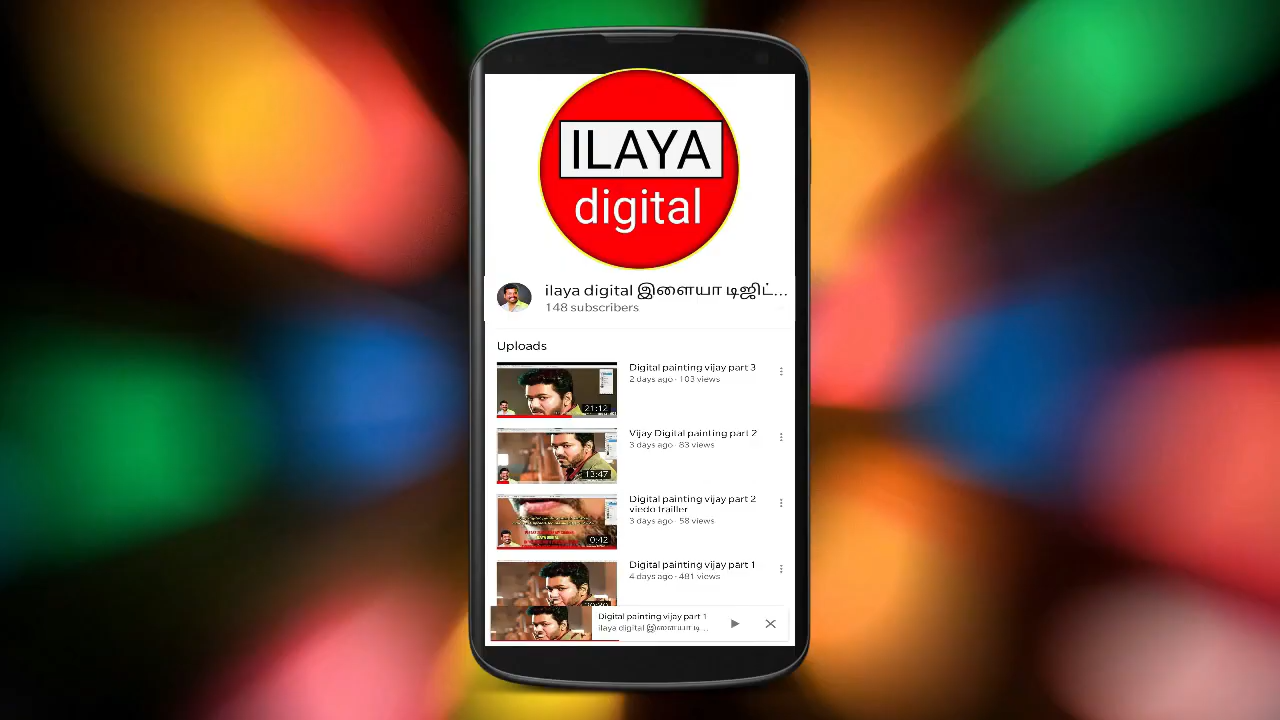 ILAYA
digital
ilaya digital இளையா டிஜிட்...
148 subscribers
Uploads
Digital painting vijay part 3
2 days ago · 103 views
21:12
Vijay Digital painting part 2
3 days ago · 83 views
13:47
Digital painting vijay part 2
viedo trailler
3 days ago · 58 views
0:42
Digital painting vijay part 1
4 days ago · 481 views
Digital painting vijay part 1
ilaya digital இளையா டி...